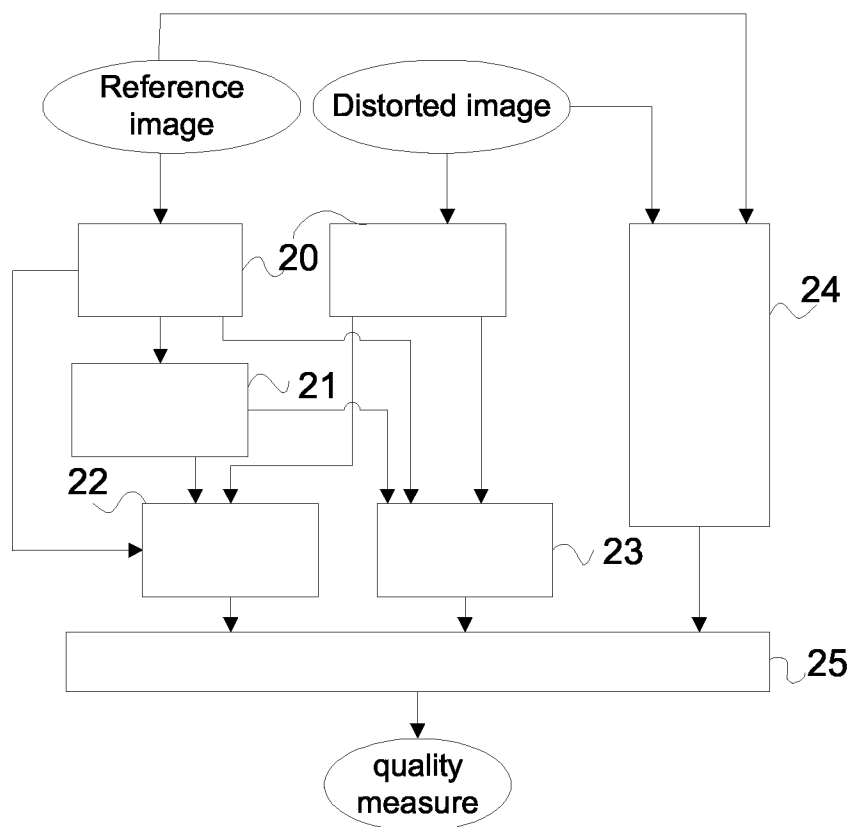 Reference
image
Distorted image
20
24
21
22
23
25
quality
measure